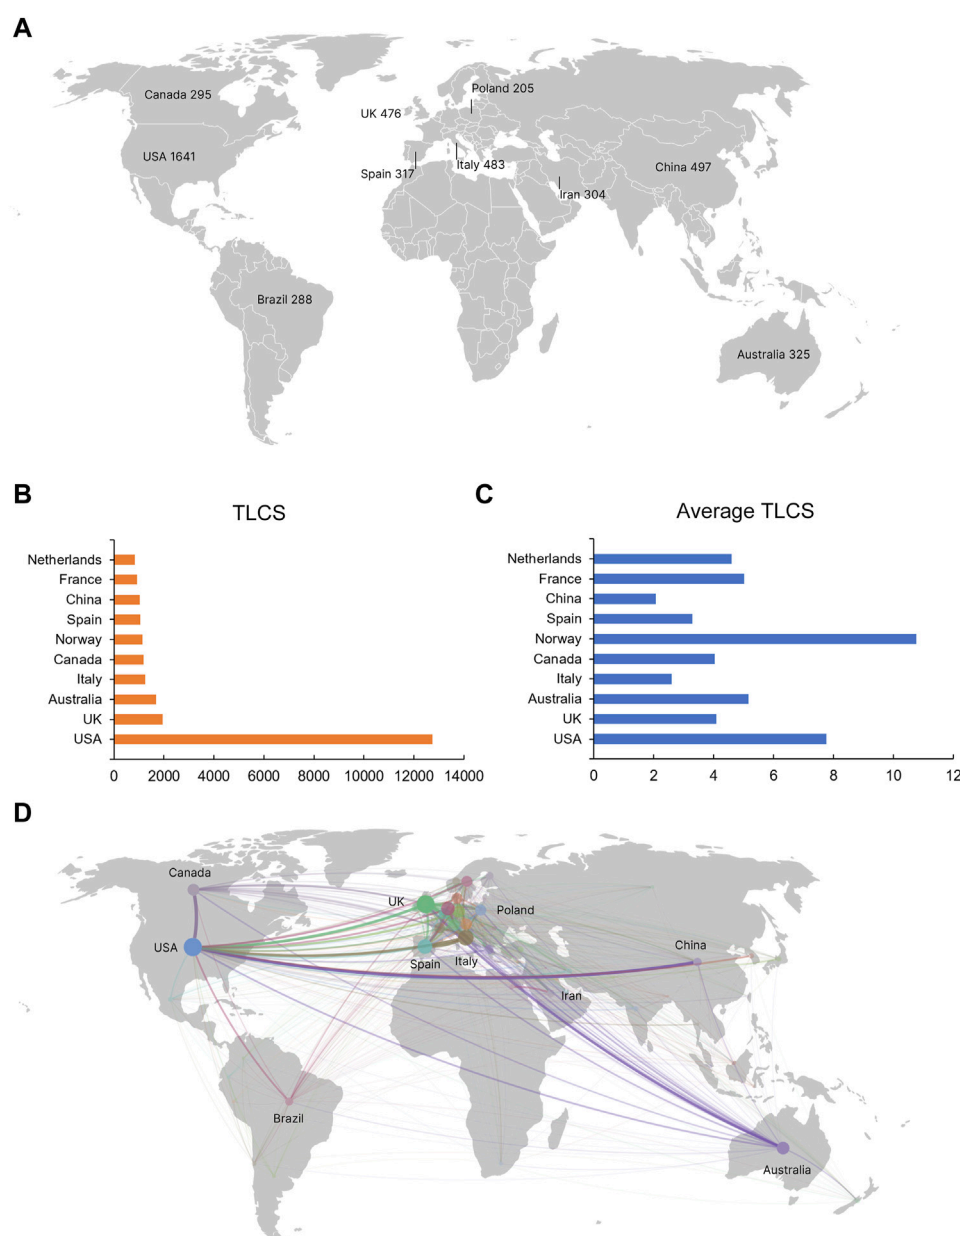 A
Canada 295
USA 1641
UK 476
Poland 205
Spain 317
Italy 483
Iran 304
China 497
Brazil 288
Australia 325
B
TLCS
Netherlands
France
China
Spain
Norway
Canada
Italy
Australia
UK
USA
0 2000 4000 6000 8000 10000 12000 14000
C
Average TLCS
Netherlands
France
China
Spain
Norway
Canada
Italy
Australia
UK
USA
0 2 4 6 8 10 12
D
Canada
UK
Poland
USA
Spain
Italy
China
Iran
Brazil
Australia